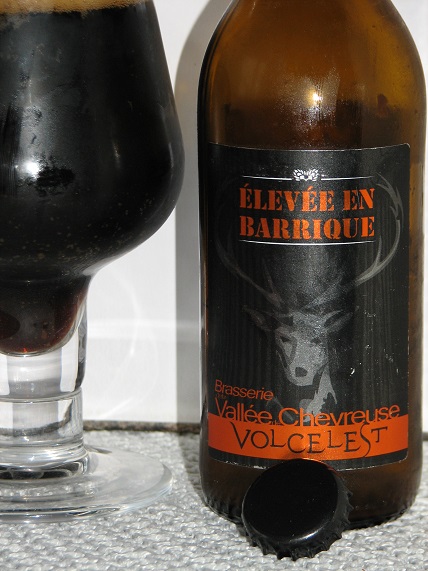 ÉLEVÉE EN
BARRIQUE
Brasserie
Vallée Chevreuse
VOLCELEST